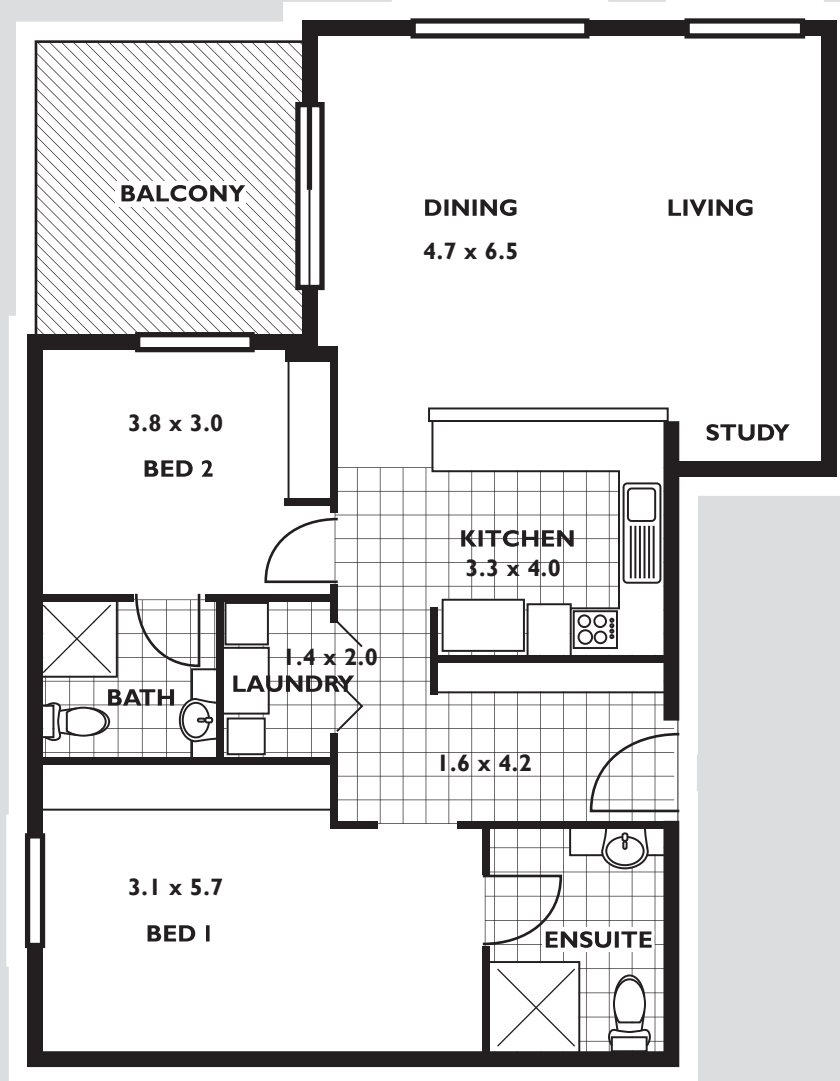 BALCONY
DINING
LIVING
4.7 x 6.5
3.8 x 3.0
BED 2
STUDY
KITCHEN
3.3 x 4.0
1.4 x 2.0
LAUNDRY
BATH
1.6 x 4.2
3.1 x 5.7
BED 1
ENSUITE